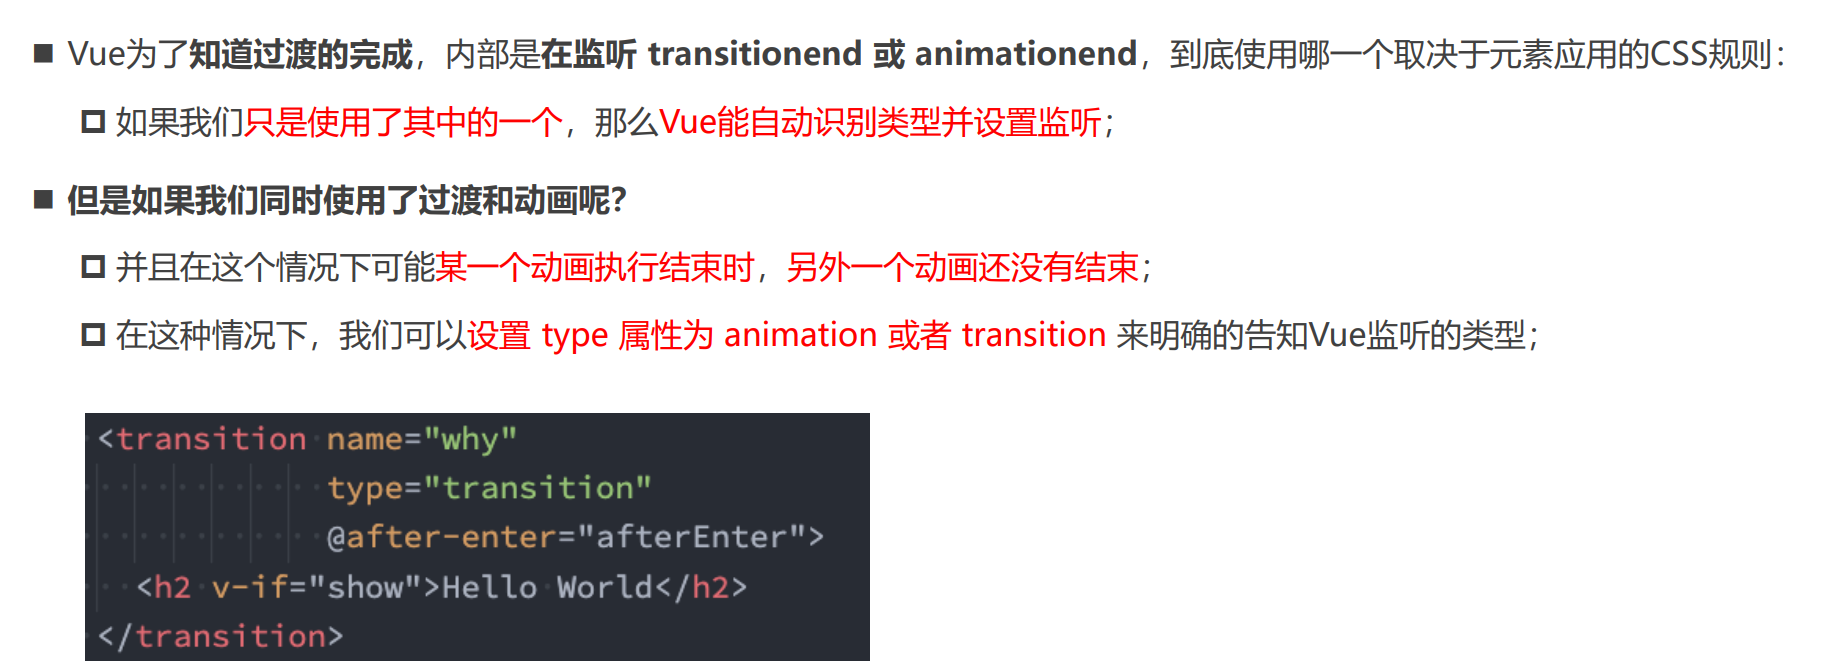 Vue为了知道过渡的完成，内部是在监听 transitionend 或 animationend，到底使用哪一个取决于元素应用的CSS规则：
如果我们只是使用了其中的一个，那么Vue能自动识别类型并设置监听；
但是如果我们同时使用了过渡和动画呢？
并且在这个情况下可能某一个动画执行结束时，另外一个动画还没有结束；
在这种情况下，我们可以设置 type 属性为 animation 或者 transition 来明确的告知Vue监听的类型；
<transition name="why"
type="transition"
@after-enter="afterEnter">
<h2 v-if="show">Hello World</h2>
</transition>